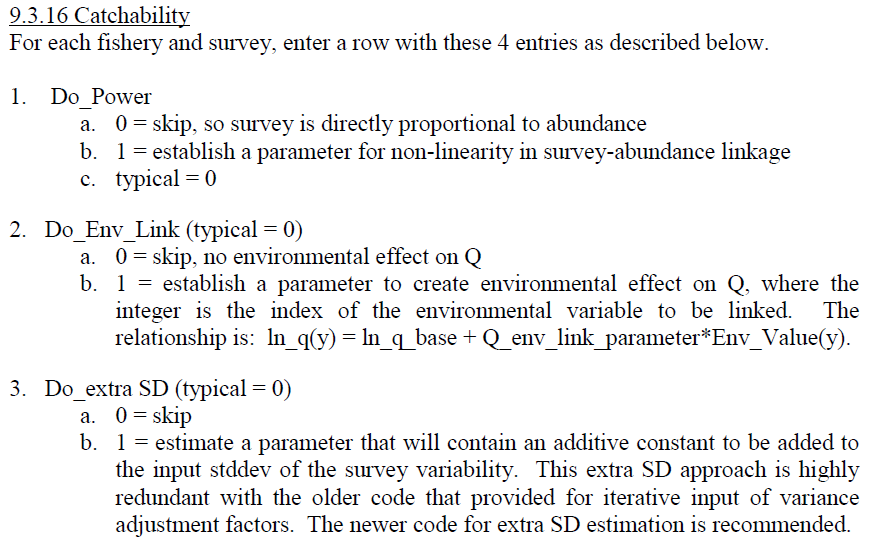 9.3.16 Catchability
For each fishery and survey, enter a row with these 4 entries as described below.
1. Do_Power
a. 0 = skip, so survey is directly proportional to abundance
b. 1 = establish a parameter for non-linearity in survey-abundance linkage
c. typical = 0
2. Do_Env_Link (typical = 0)
a. 0 = skip, no environmental effect on Q
b. 1 = establish a parameter to create environmental effect on Q, where the
integer is the index of the environmental variable to be linked. The
relationship is: ln_q(y) = ln_q_base + Q_env_link_parameter*Env_Value(y).
3. Do_extra SD (typical = 0)
a. 0 = skip
b. 1 = estimate a parameter that will contain an additive constant to be added to
the input stddev of the survey variability. This extra SD approach is highly
redundant with the older code that provided for iterative input of variance
adjustment factors. The newer code for extra SD estimation is recommended.